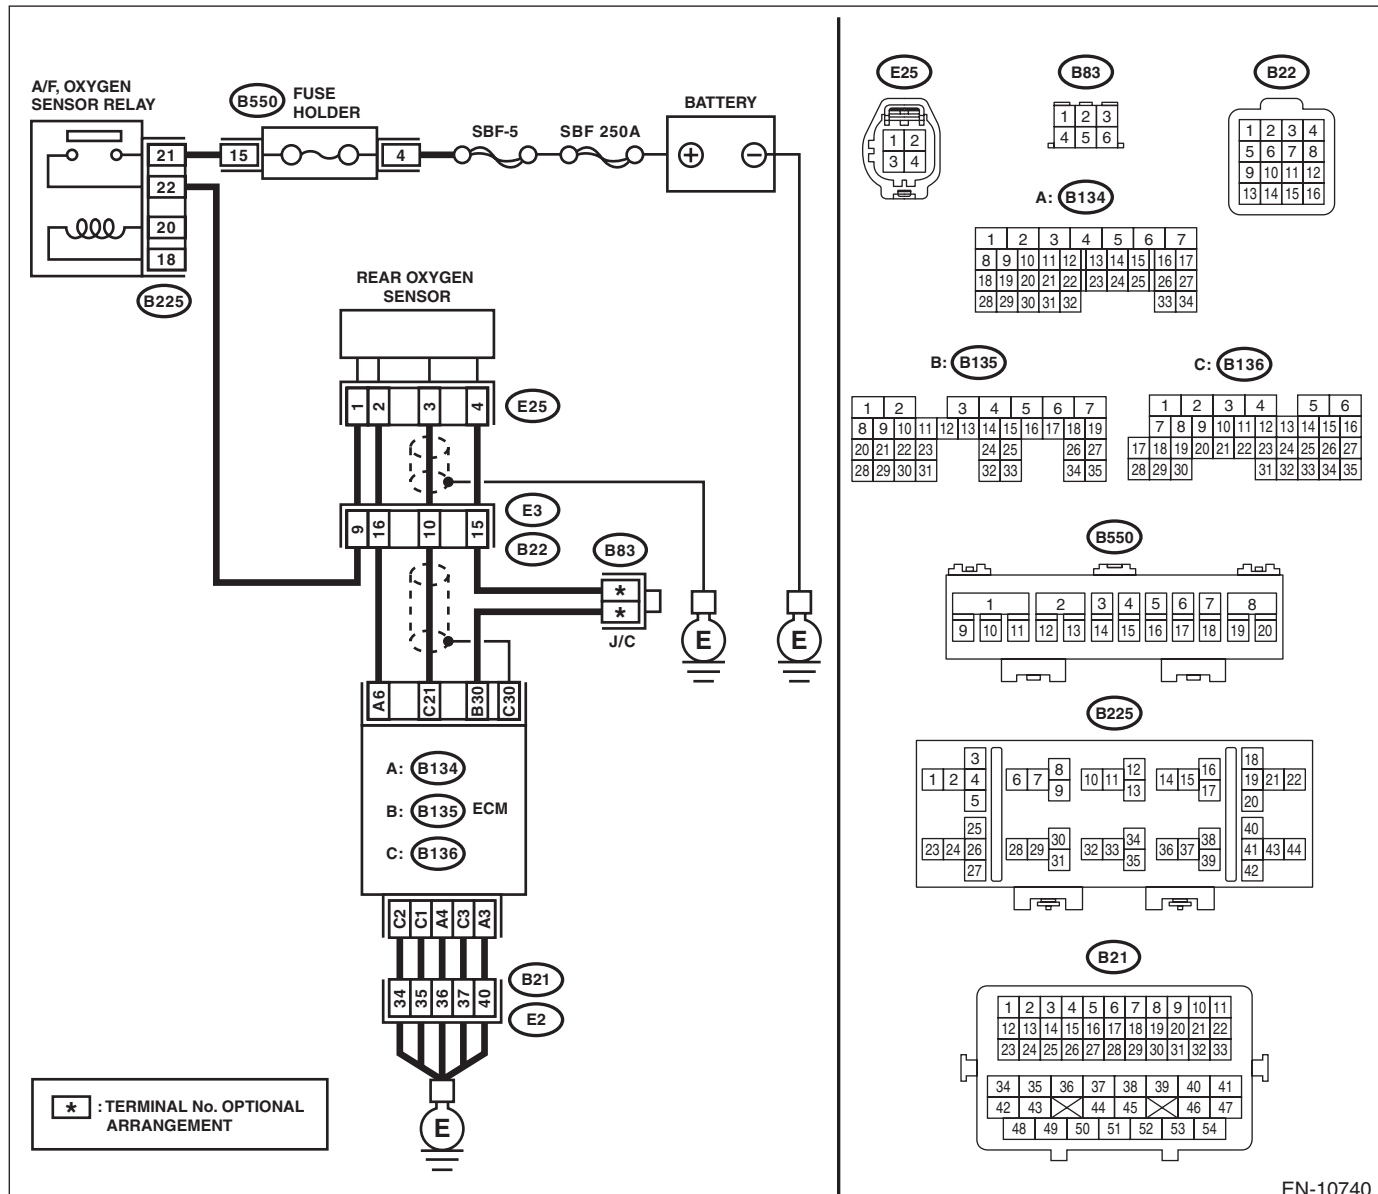 A/F, OXYGEN
SENSOR RELAY
B550
FUSE
HOLDER
SBF-5
SBF 250A
BATTERY
21
15
4
+
−
22
20
18
B225
REAR OXYGEN
SENSOR
1 2 3 4
E25
E3
9 16 10 15
B22
B83
*
*
J/C
E
E
A6 C21 B30 C30
A: B134
B: B135 ECM
C: B136
C2 C1 A4 C3 A3
B21
34 35 36 37 40
E2
E
* : TERMINAL No. OPTIONAL
ARRANGEMENT
E25
1 2
3 4
B83
1 2 3
4 5 6
B22
1 2 3 4
5 6 7 8
9 10 11 12
13 14 15 16
A: B134
1 2 3 4 5 6 7
8 9 10 11 12 13 14 15 16 17
18 19 20 21 22 23 24 25 26 27
28 29 30 31 32 33 34
B: B135
1 2 3 4 5 6 7
8 9 10 11 12 13 14 15 16 17 18 19
20 21 22 23 24 25 26 27
28 29 30 31 32 33 34 35
C: B136
1 2 3 4 5 6
7 8 9 10 11 12 13 14 15 16
17 18 19 20 21 22 23 24 25 26 27
28 29 30 31 32 33 34 35
B550
1 2 3 4 5 6 7 8
9 10 11 12 13 14 15 16 17 18 19 20
B225
3 8 12 16 18
1 2 4 6 7 9 10 11 13 14 15 17 19 21 22
5 20
25 30 34 38 40
23 24 26 28 29 31 32 33 35 36 37 39 41 43 44
27 42
B21
1 2 3 4 5 6 7 8 9 10 11
12 13 14 15 16 17 18 19 20 21 22
23 24 25 26 27 28 29 30 31 32 33
34 35 36 37 38 39 40 41
42 43 44 45 46 47
48 49 50 51 52 53 54
EN-10740